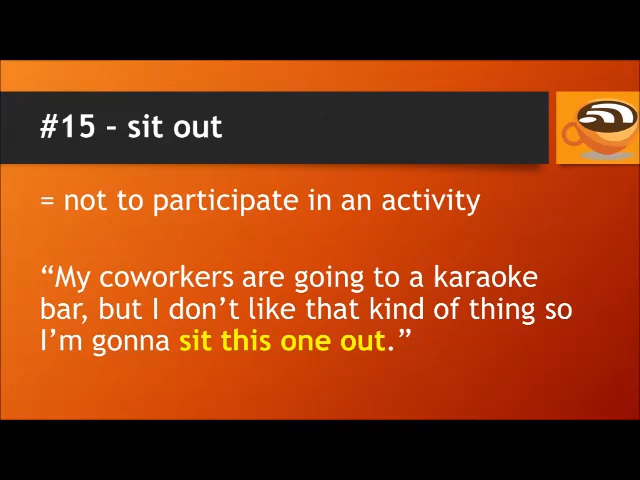 #15 – sit out
= not to participate in an activity
“My coworkers are going to a karaoke
bar, but I don’t like that kind of thing so
I’m gonna sit this one out.”